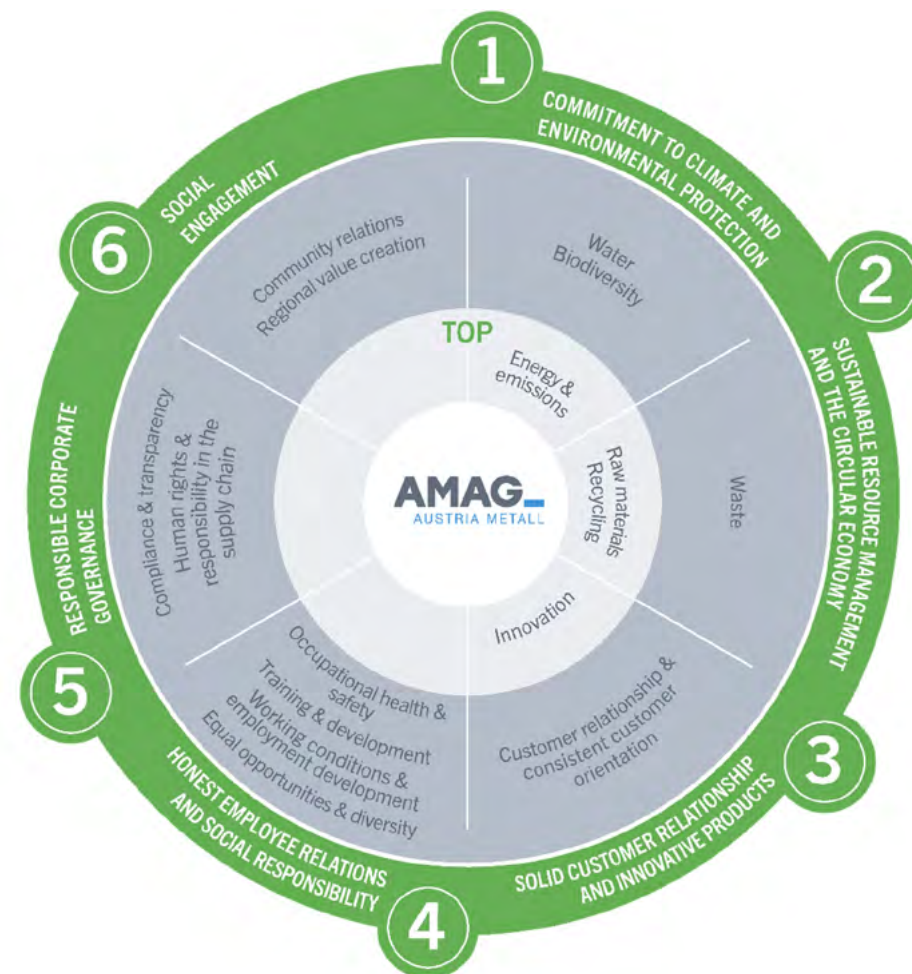 1
COMMITMENT TO CLIMATE AND
ENVIRONMENTAL PROTECTION
Water
Biodiversity
TOP
Energy &
emissions
2
SUSTAINABLE RESOURCE MANAGEMENT
AND THE CIRCULAR ECONOMY
Waste
Raw materials
Recycling
3
SOLID CUSTOMER RELATIONSHIP
AND INNOVATIVE PRODUCTS
Innovation
Customer relationship &
consistent customer
orientation
4
HONEST EMPLOYEE RELATIONS
AND SOCIAL RESPONSIBILITY
Occupational health &
safety
Training & development
Working conditions &
employment development
Equal opportunities & diversity
5
RESPONSIBLE CORPORATE
GOVERNANCE
Compliance & transparency
Human rights &
responsibility in the
supply chain
6
SOCIAL
ENGAGEMENT
Community relations
Regional value creation
AMAG
AUSTRIA METALL